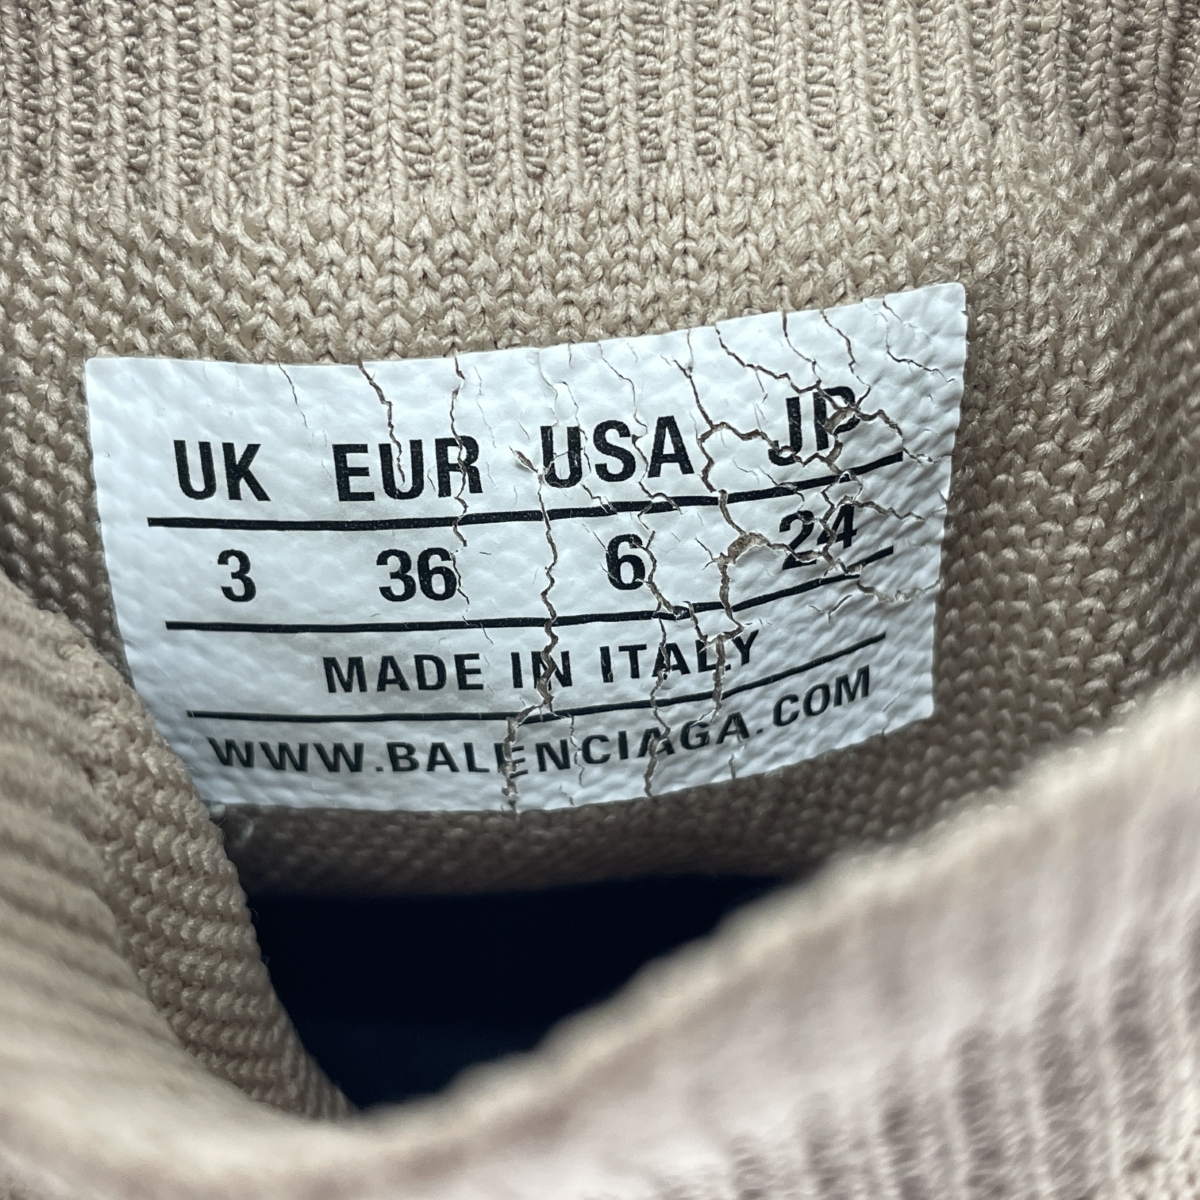 UK EUR USA JP
3 36 6 24
MADE IN ITALY
WWW.BALENCIAGA.COM